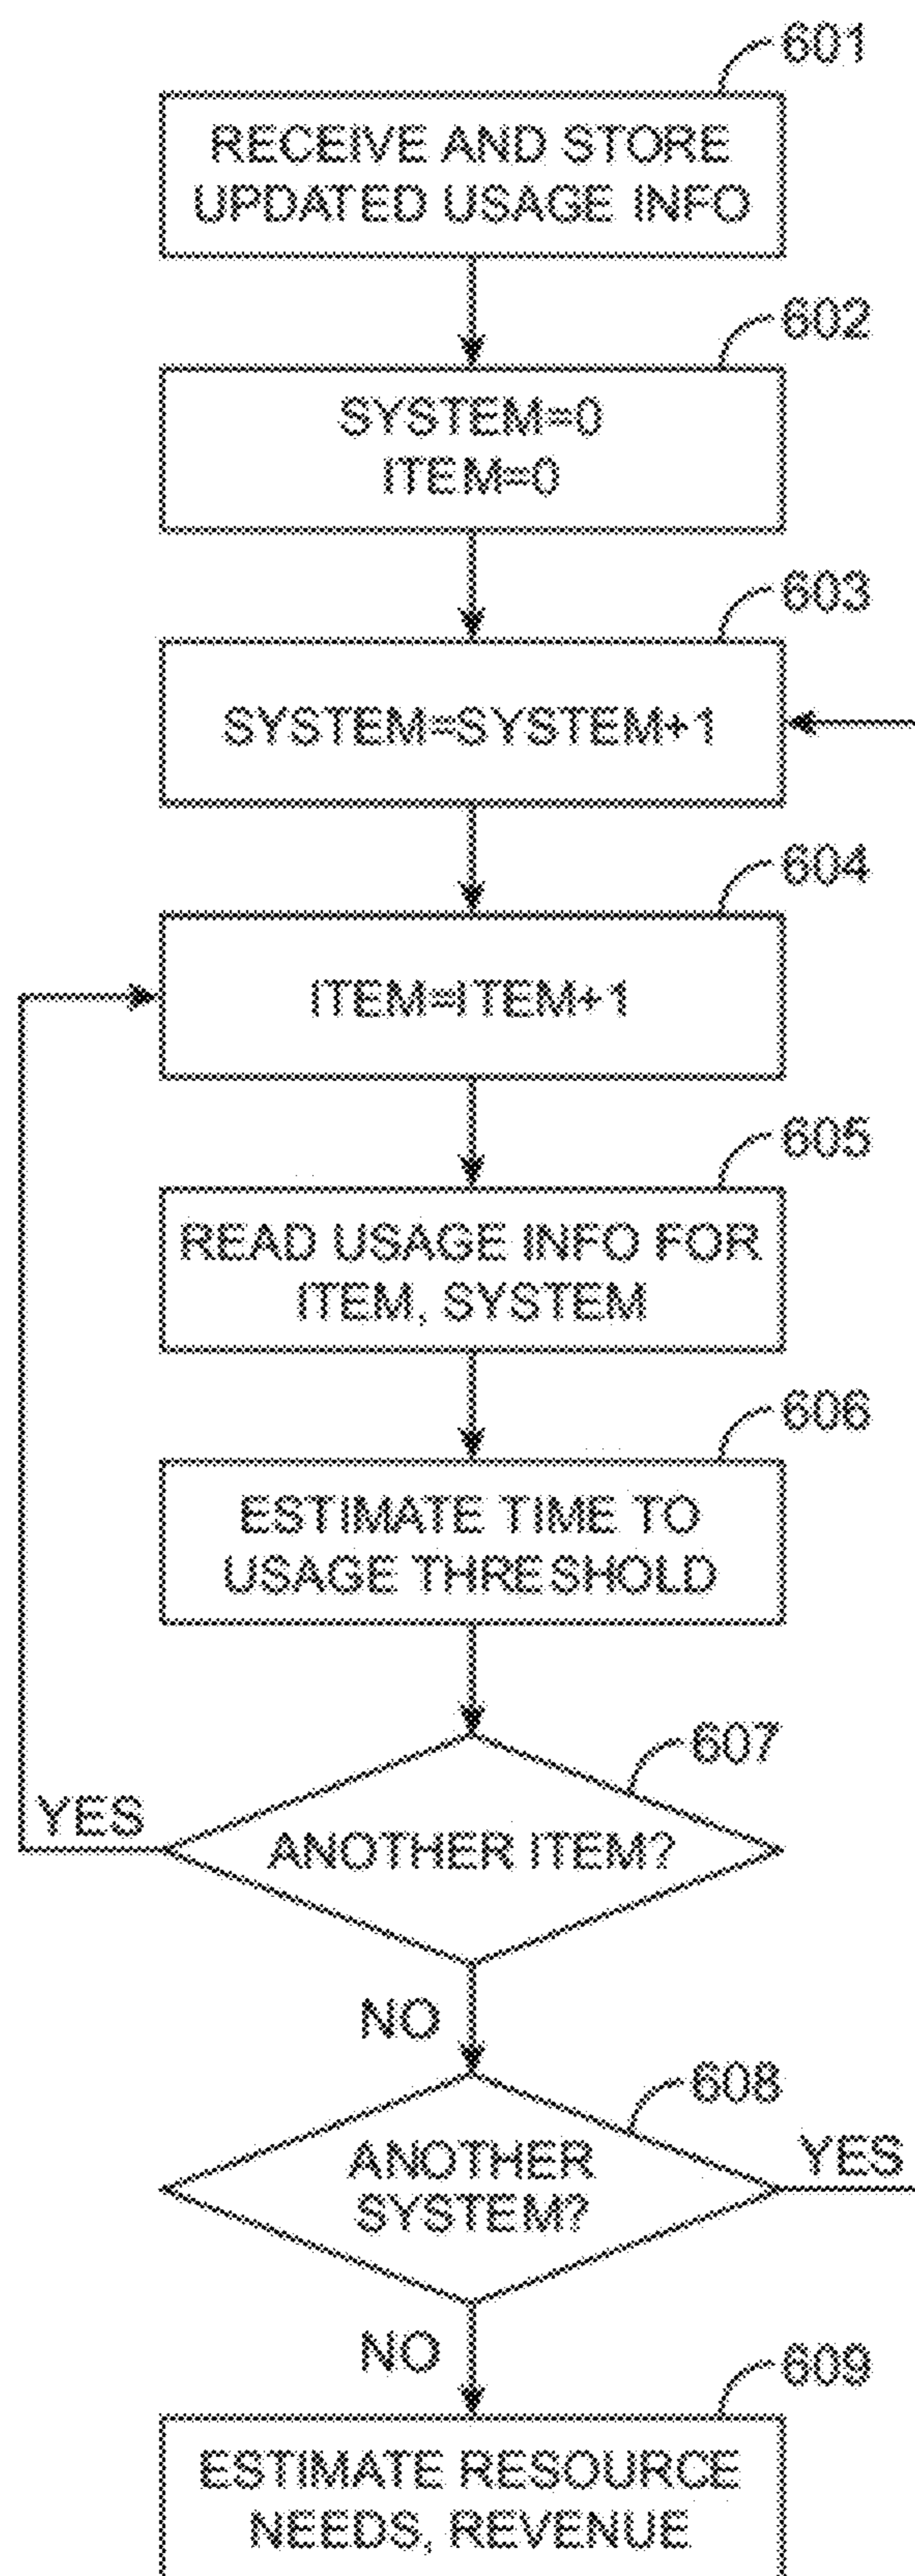 601
RECEIVE AND STORE
UPDATED USAGE INFO
602
SYSTEM=0
ITEM=0
603
SYSTEM=SYSTEM+1
604
ITEM=ITEM+1
605
READ USAGE INFO FOR
ITEM, SYSTEM
606
ESTIMATE TIME TO
USAGE THRESHOLD
607
YES
ANOTHER ITEM?
NO
608
ANOTHER
SYSTEM?
YES
NO
609
ESTIMATE RESOURCE
NEEDS, REVENUE